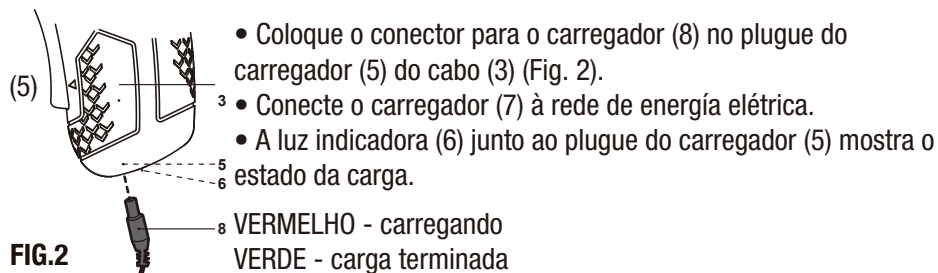 • Coloque o conector para o carregador (8) no plugue do
(5) carregador (5) do cabo (3) (Fig. 2).
3 • Conecte o carregador (7) à rede de energía elétrica.
• A luz indicadora (6) junto ao plugue do carregador (5) mostra o
5
6 estado da carga.
8 VERMELHO - carregando
FIG.2 VERDE - carga terminada